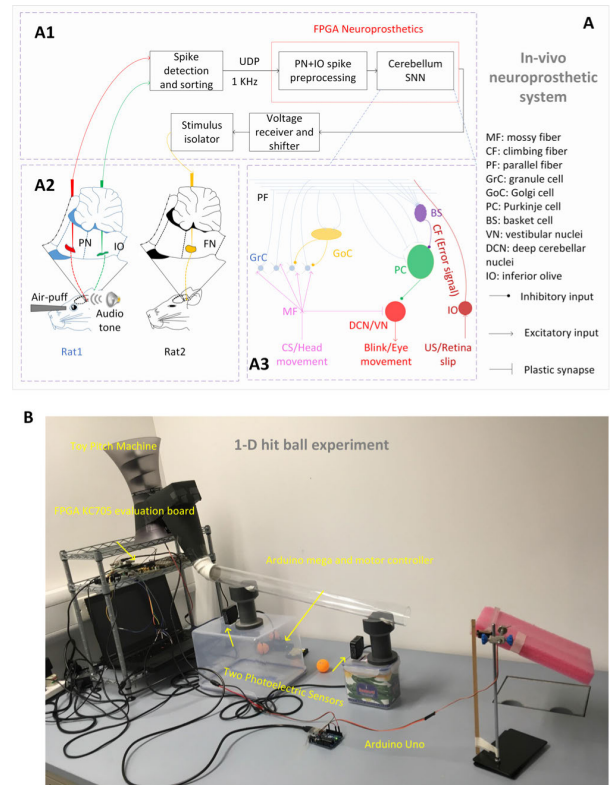 A
A1
FPGA Neuroprosthetics
Spike
detection
and sorting
UDP
1 KHz
PN+IO spike
preprocessing
Cerebellum
SNN
In-vivo
neuroprosthetic
system
Stimulus
isolator
Voltage
receiver and
shifter
MF: mossy fiber
CF: climbing fiber
PF: parallel fiber
GrC: granule cell
GoC: Golgi cell
PC: Purkinje cell
BS: basket cell
VN: vestibular nuclei
DCN: deep cerebellar
nuclei
IO: inferior olive
Inhibitory input
Excitatory input
Plastic synapse
A2
PN
IO
FN
Air-puff
Audio
tone
Rat1
Rat2
PF
BS
CF (Error signal)
GrC
GoC
PC
MF
IO
DCN/VN
CS/Head
movement
Blink/Eye
movement
US/Retina
slip
A3
B
1-D hit ball experiment
Toy Pitch Machine
FPGA KC705 evaluation board
Arduino mega and motor controller
Two Photoelectric Sensors
Arduino Uno